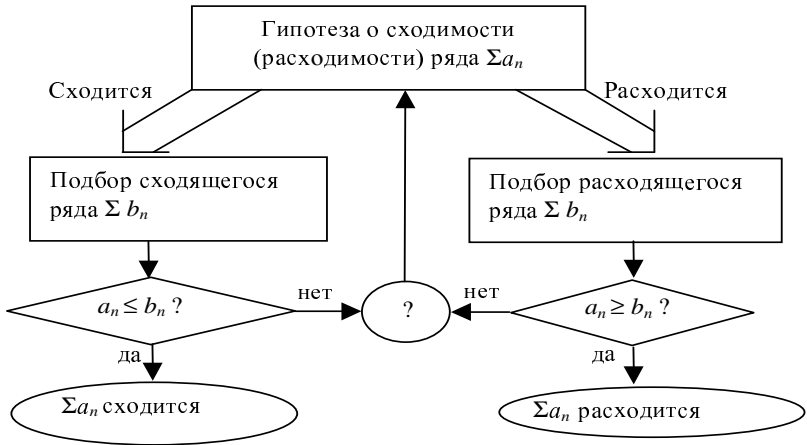 Гипотеза о сходимости
(расходимости) ряда Σaₙ
Сходится
Расходится
Подбор сходящегося
ряда Σ bₙ
Подбор расходящегося
ряда Σ bₙ
aₙ ≤ bₙ ?
нет
?
нет
aₙ ≥ bₙ ?
да
да
Σaₙ сходится
Σaₙ расходится